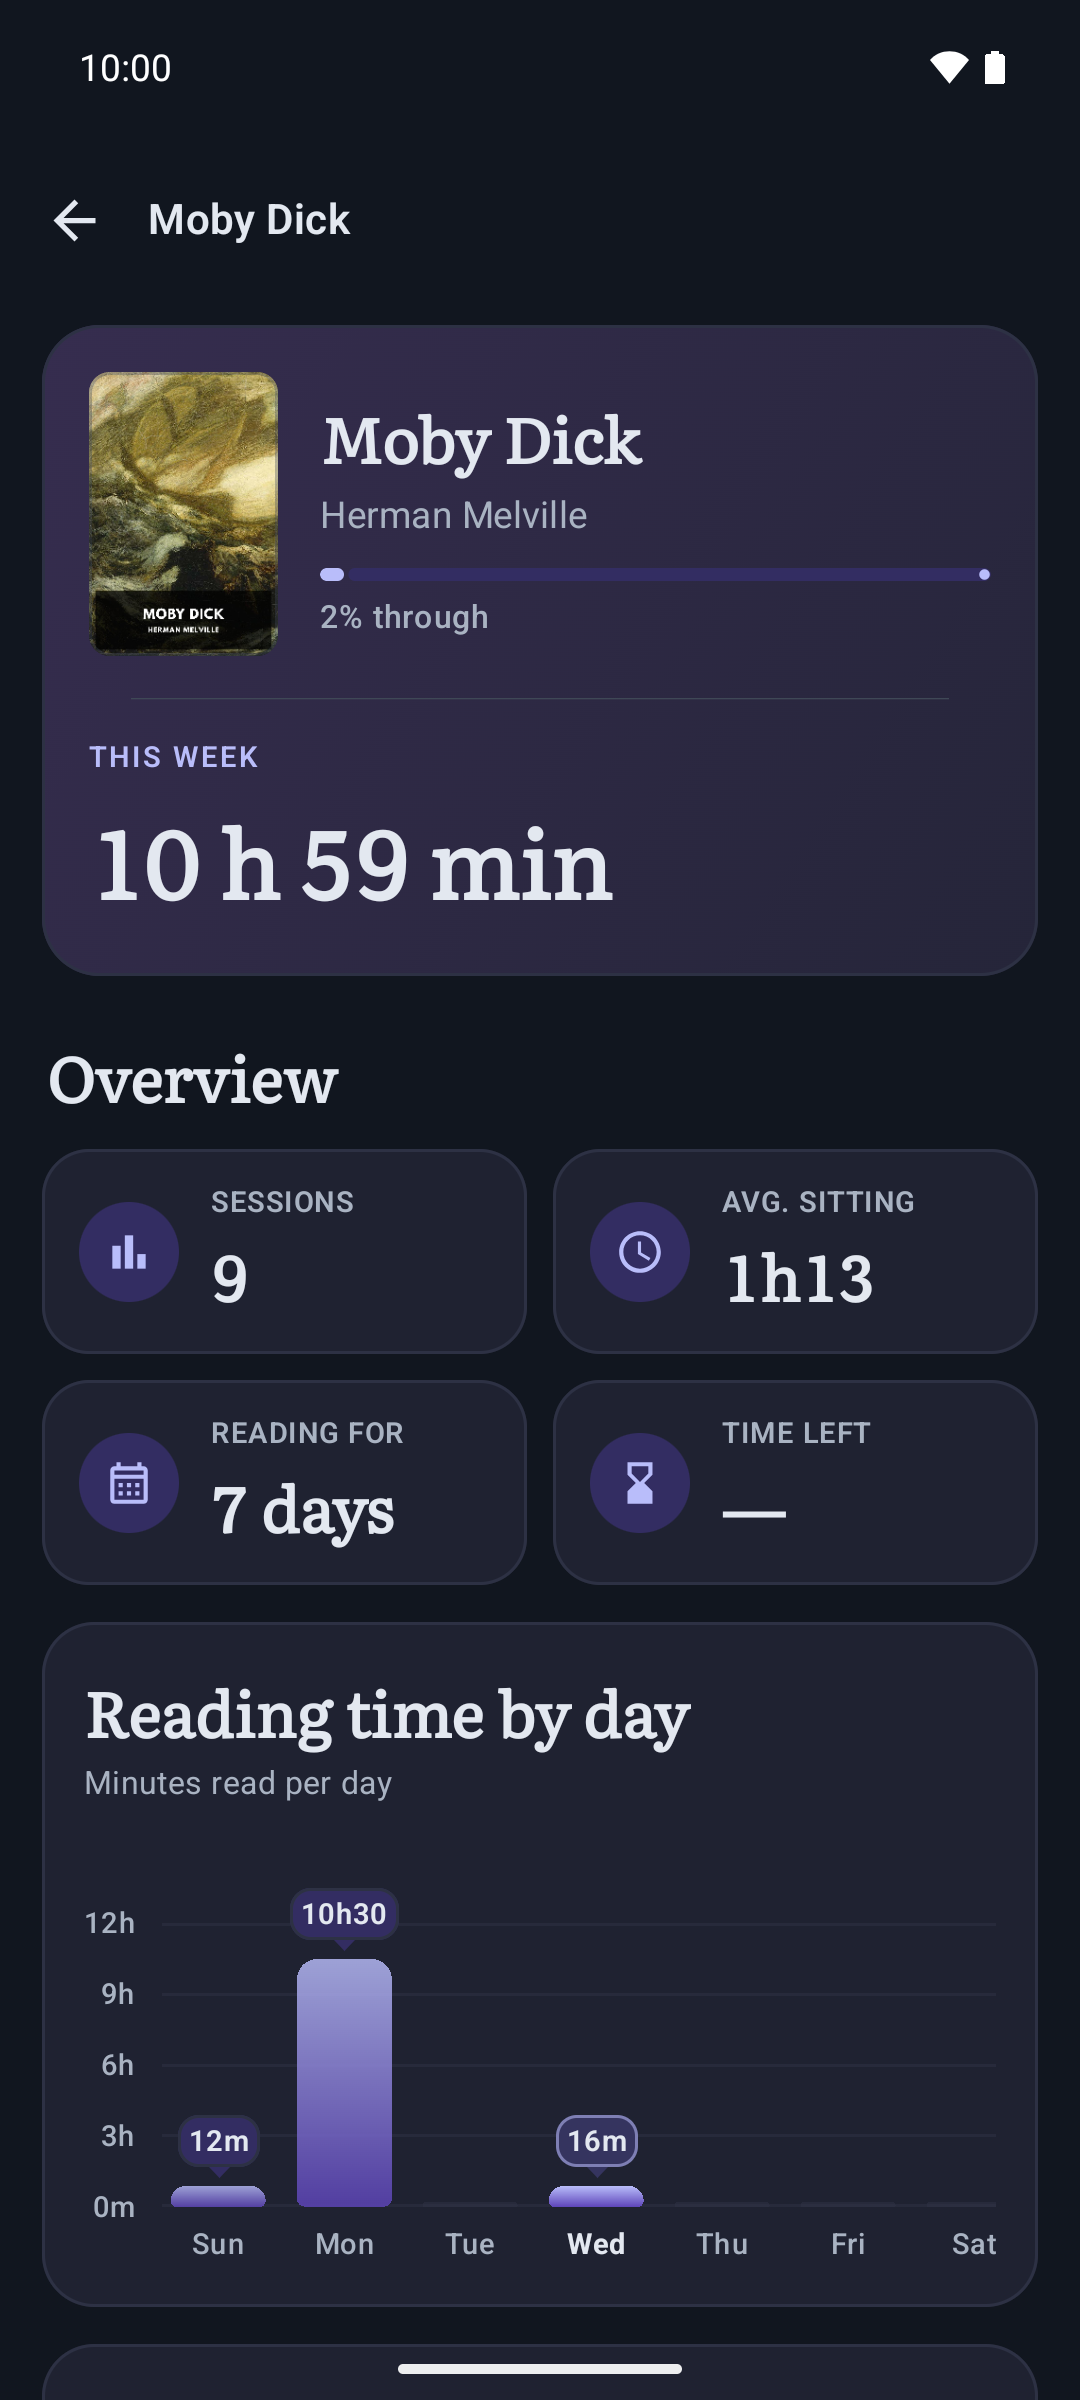 10:00
Moby Dick
MOBY DICK
HERMAN MELVILLE
Moby Dick
Herman Melville
2% through
THIS WEEK
10 h 59 min
Overview
SESSIONS
9
AVG. SITTING
1h13
READING FOR
7 days
TIME LEFT
—
Reading time by day
Minutes read per day
12h
9h
6h
3h
0m
12m
10h30
16m
Sun Mon Tue Wed Thu Fri Sat